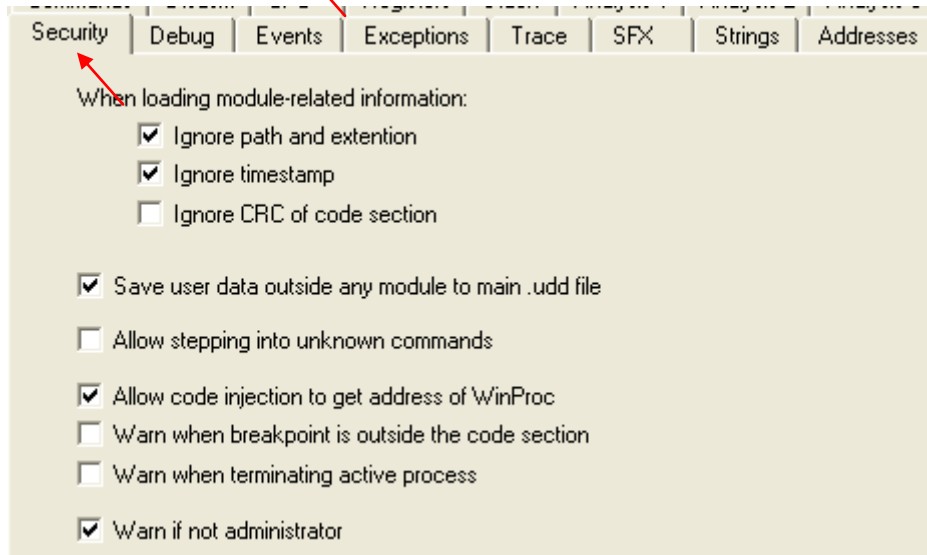 Security Debug Events Exceptions Trace SFX Strings Addresses
When loading module-related information:
Ignore path and extention
Ignore timestamp
Ignore CRC of code section
Save user data outside any module to main .udd file
Allow stepping into unknown commands
Allow code injection to get address of WinProc
Warn when breakpoint is outside the code section
Warn when terminating active process
Warn if not administrator